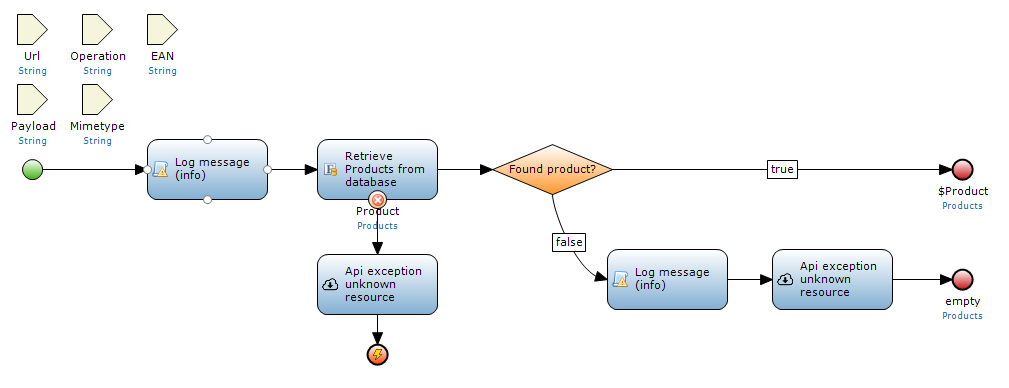 Url
String
Operation
String
EAN
String
Payload
String
Mimetype
String
Log message
(info)
Retrieve
Products from
database
Product
Products
Found product?
true
$Product
Products
false
Api exception
unknown
resource
Log message
(info)
Api exception
unknown
resource
empty
Products